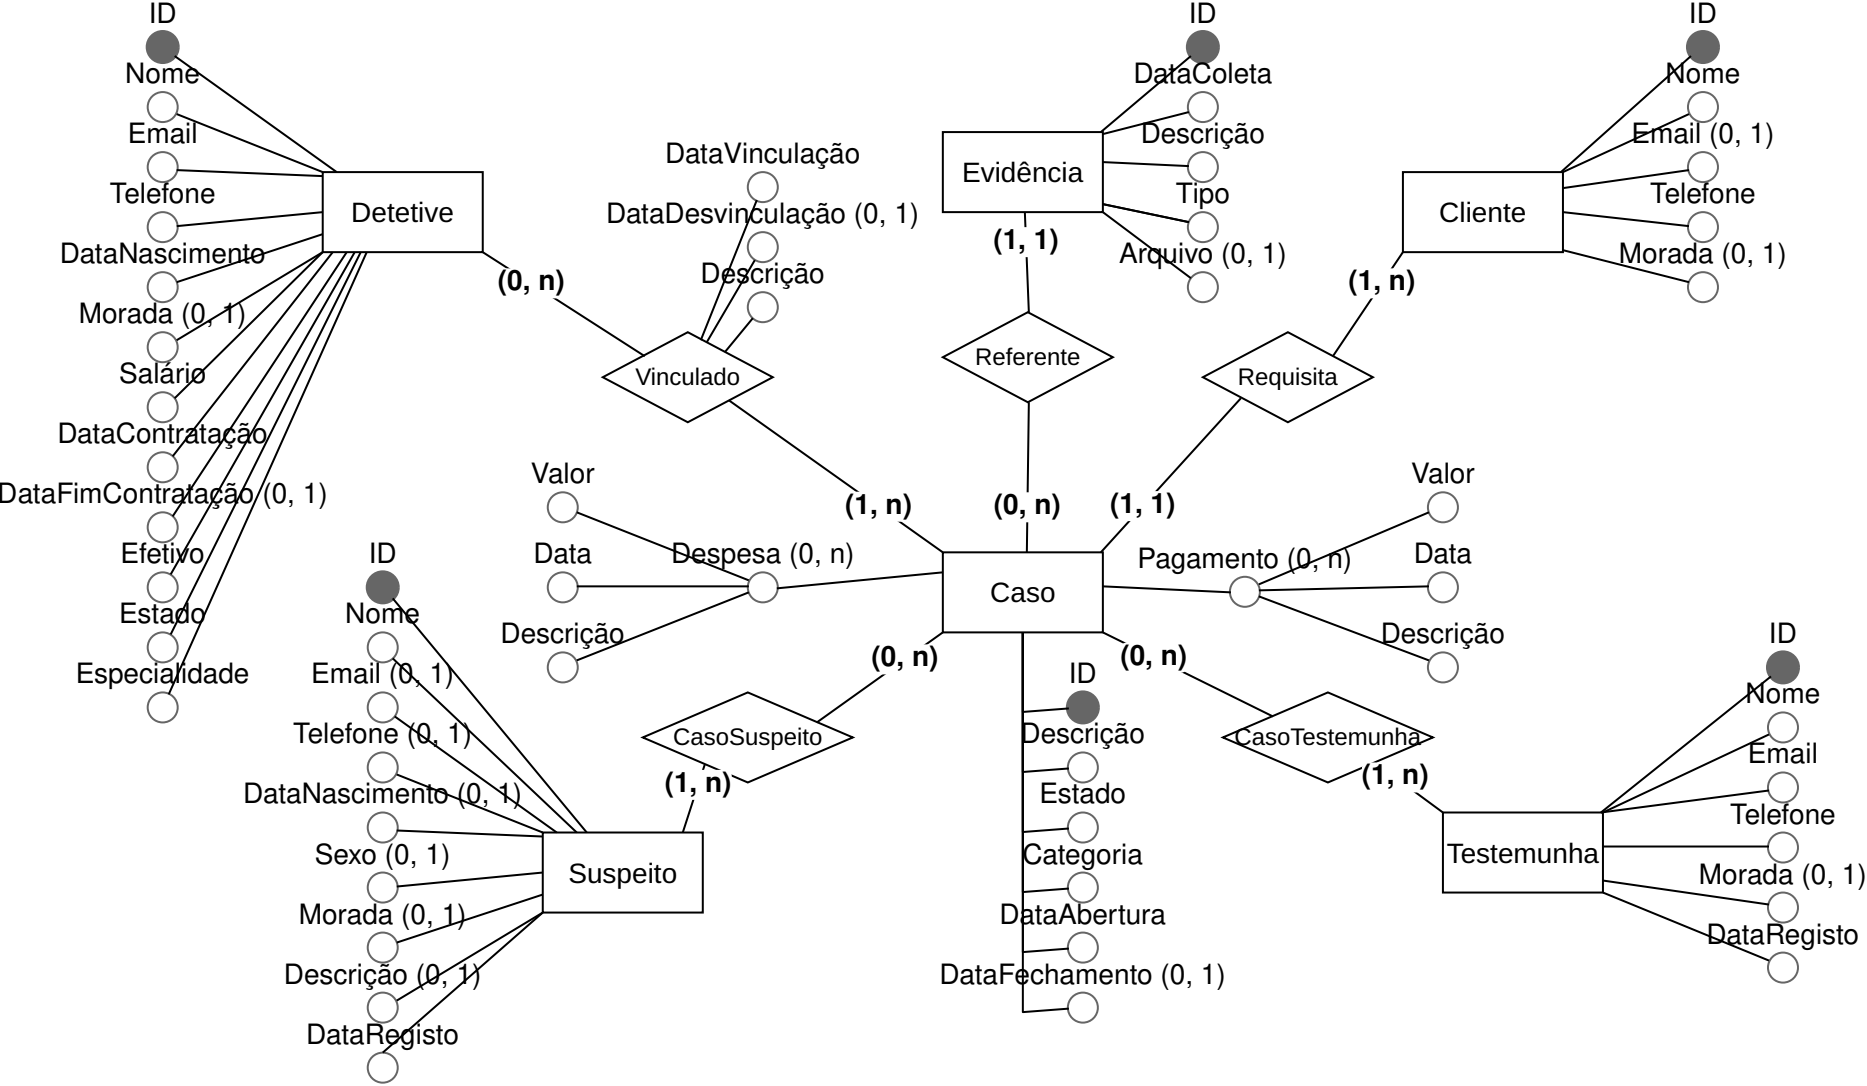 ID
Nome
Email
Telefone
DataNascimento
Morada (0, 1)
Salário
DataContratação
DataFimContratação (0, 1)
Efetivo
Estado
Especialidade
Detetive
(0, n)
DataVinculação
DataDesvinculação (0, 1)
Descrição
Vinculado
(1, n)
ID
DataColeta
Descrição
Tipo
Arquivo (0, 1)
Evidência
(1, 1)
Referente
(0, n)
ID
Nome
Email (0, 1)
Telefone
Morada (0, 1)
Cliente
(1, n)
Requisita
(1, 1)
Valor
Data
Descrição
Despesa (0, n)
Caso
Pagamento (0, n)
Valor
Data
Descrição
(0, n)
CasoSuspeito
(1, n)
ID
Nome
Email (0, 1)
Telefone (0, 1)
DataNascimento (0, 1)
Sexo (0, 1)
Morada (0, 1)
Descrição (0, 1)
DataRegisto
Suspeito
ID
Descrição
Estado
Categoria
DataAbertura
DataFechamento (0, 1)
(0, n)
CasoTestemunha
(1, n)
Testemunha
ID
Nome
Email
Telefone
Morada (0, 1)
DataRegisto